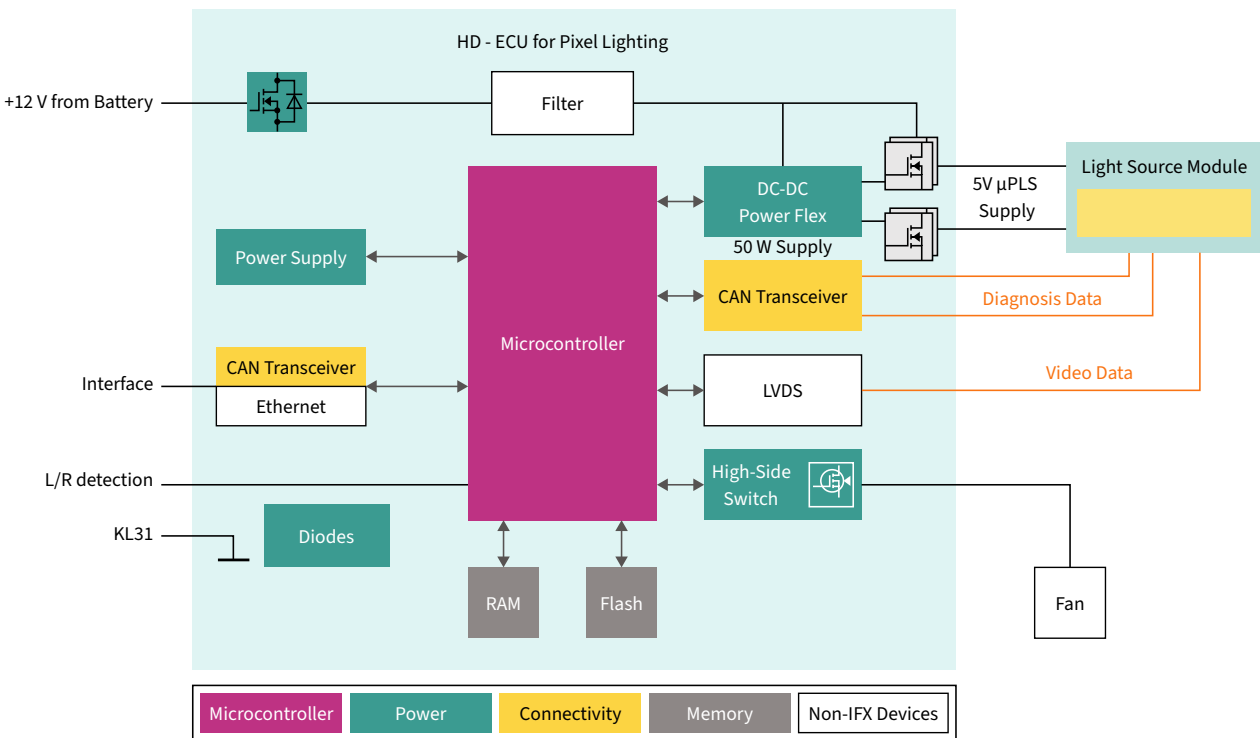 HD - ECU for Pixel Lighting
+12 V from Battery
Filter
Light Source Module
DC-DC
Power Flex
5V µPLS
Supply
50 W Supply
Power Supply
CAN Transceiver
Diagnosis Data
Microcontroller
CAN Transceiver
Interface
Ethernet
LVDS
Video Data
L/R detection
High-Side
Switch
KL31
Diodes
RAM
Flash
Fan
Microcontroller
Power
Connectivity
Memory
Non-IFX Devices